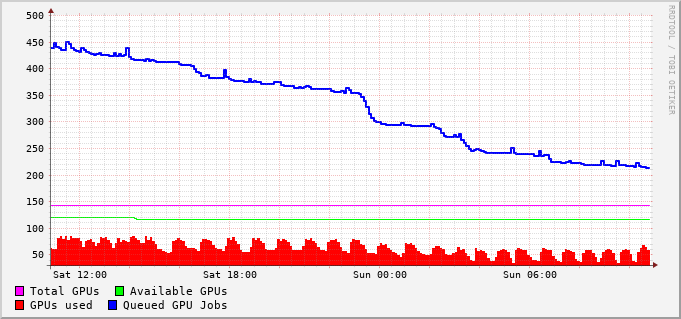 500
450
400
350
300
250
200
150
100
50
Sat 12:00 Sat 18:00 Sun 00:00 Sun 06:00
Total GPUs Available GPUs
GPUs used Queued GPU Jobs
RRDTOOL / TOBI OETIKER